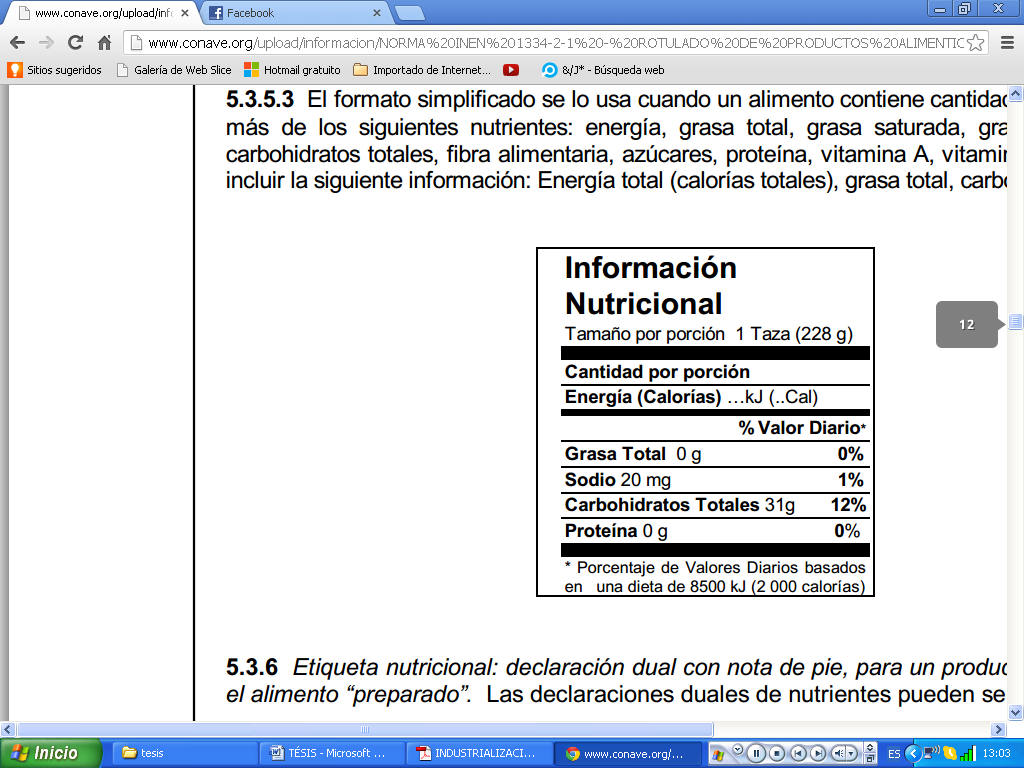 www.conave.org/upload/info
Facebook
www.conave.org/upload/informacion/NORMA%20INEN%201334-2-1%20-%20ROTULADO%20DE%20PRODUCTOS%20ALIMENTIC
Sitios sugeridos
Galería de Web Slice
Hotmail gratuito
Importado de Internet...
&/J* - Búsqueda web
5.3.5.3 El formato simplificado se lo usa cuando un alimento contiene cantidad
más de los siguientes nutrientes: energía, grasa total, grasa saturada, gra
carbohidratos totales, fibra alimentaria, azúcares, proteína, vitamina A, vitamin
incluir la siguiente información: Energía total (calorías totales), grasa total, carbo
Información
Nutricional
Tamaño por porción 1 Taza (228 g)
Cantidad por porción
Energía (Calorías) ...kJ (..Cal)
% Valor Diario*
Grasa Total 0 g 0%
Sodio 20 mg 1%
Carbohidratos Totales 31g 12%
Proteína 0 g 0%
* Porcentaje de Valores Diarios basados
en una dieta de 8500 kJ (2 000 calorías)
12
5.3.6 Etiqueta nutricional: declaración dual con nota de pie, para un produc
el alimento “preparado”. Las declaraciones duales de nutrientes pueden se
Inicio
tesis
TÉSIS - Microsoft ...
INDUSTRIALIZACI...
www.conave.org/...
ES
13:03